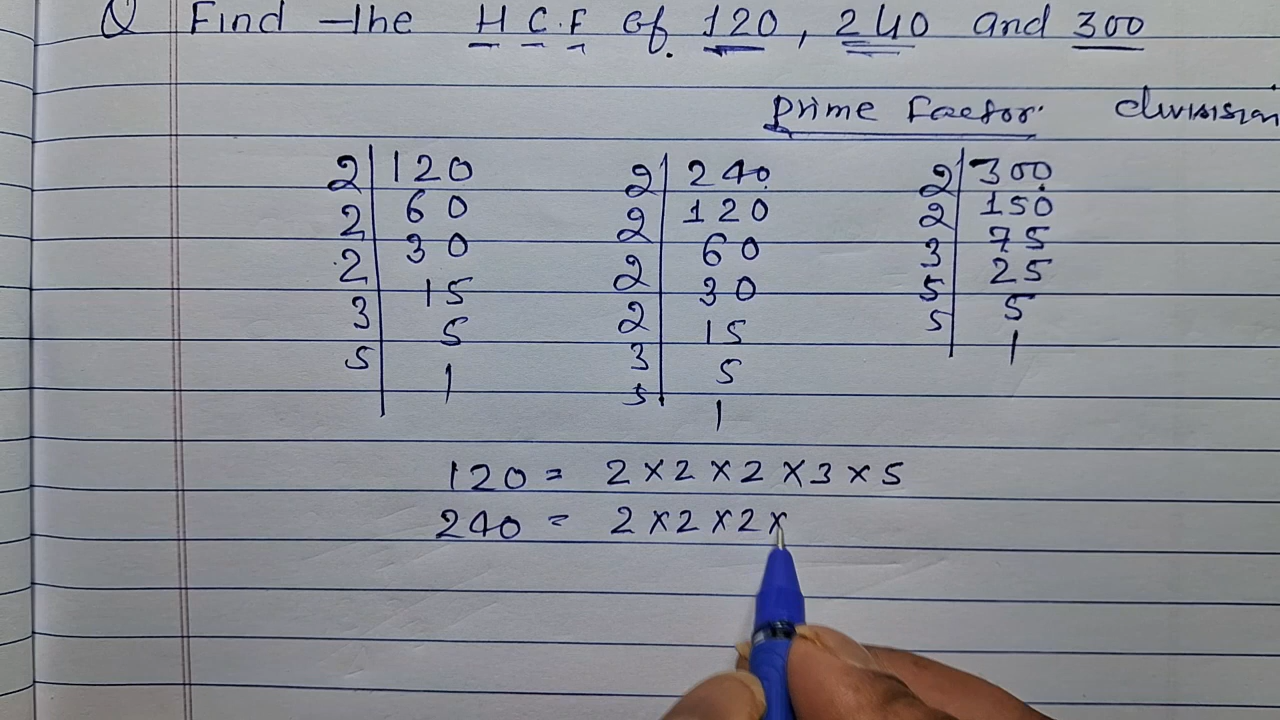 Q Find the H C.F of 120, 240 and 300
Prime Factor. division
2 | 120 2 | 240 2 | 300
2 | 60 2 | 120 2 | 150
2 | 30 2 | 60 3 | 75
3 | 15 2 | 30 5 | 25
5 | 5 3 | 15 5 | 5
1 5 | 5 1
1
120 = 2 × 2 × 2 × 3 × 5
240 = 2 × 2 × 2 ×